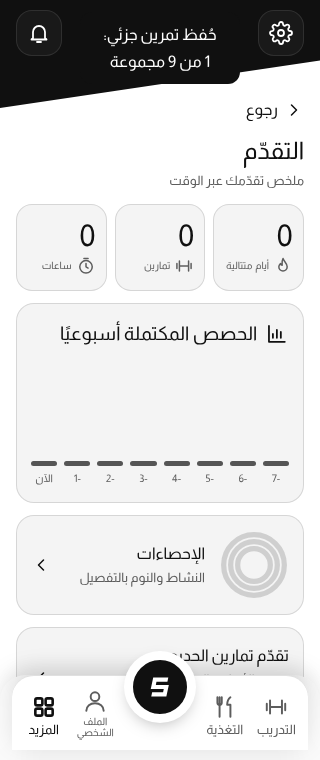 حُفظ تمرين جزئي:
1 من 9 مجموعة
رجوع
التقدّم
ملخص تقدّمك عبر الوقت
0
أيام متتالية
0
تمارين
0
ساعات
الحصص المكتملة أسبوعيًا
-7
-6
-5
-4
-3
-2
-1
الآن
الإحصاءات
النشاط والنوم بالتفصيل
تقدّم تمارين الحديد
التدريب
التغذية
الملف الشخصي
المزيد